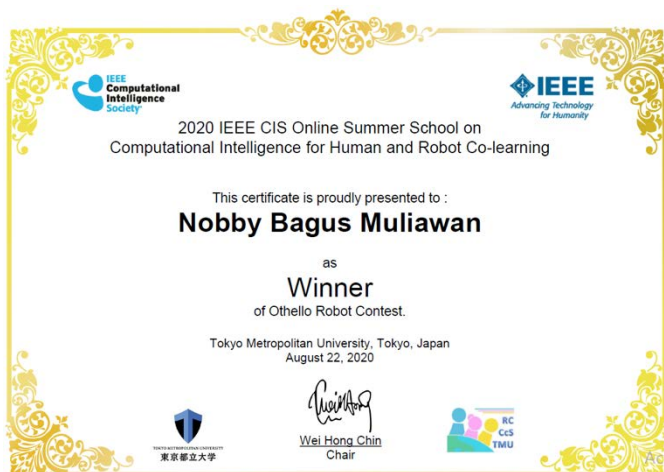 IEEE
Computational
Intelligence
Society
IEEE
Advancing Technology
for Humanity
2020 IEEE CIS Online Summer School on
Computational Intelligence for Human and Robot Co-learning
This certificate is proudly presented to :
Nobby Bagus Muliawan
as
Winner
of Othello Robot Contest.
Tokyo Metropolitan University, Tokyo, Japan
August 22, 2020
TOKYO METROPOLITAN UNIVERSITY
東京都立大学
Wei Hong Chin
Chair
RC
CcS
TMU